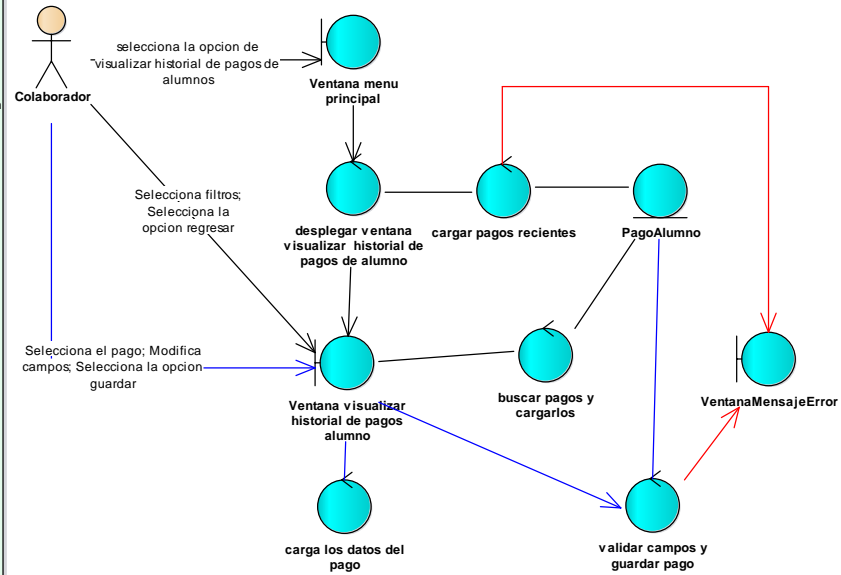 selecciona la opcion de
visualizar historial de pagos de
alumnos
Colaborador
Ventana menu
principal
Selecciona filtros;
Selecciona la
opcion regresar
desplegar ventana
visualizar historial de
pagos de alumno
cargar pagos recientes
PagoAlumno
Selecciona el pago; Modifica
campos; Selecciona la opcion
guardar
Ventana visualizar
historial de pagos
alumno
buscar pagos y
cargarlos
VentanaMensajeError
carga los datos del
pago
validar campos y
guardar pago